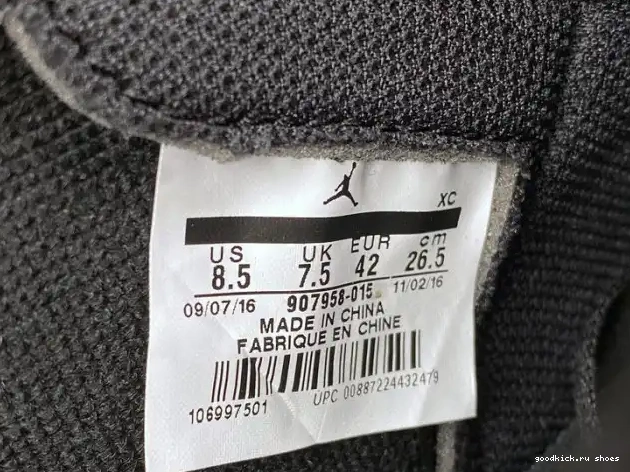 XC
US UK EUR cm
8.5 7.5 42 26.5
09/07/16 907958-015 11/02/16
MADE IN CHINA
FABRIQUE EN CHINE
106997501 UPC 00887224432479
goodkick.ru shoes